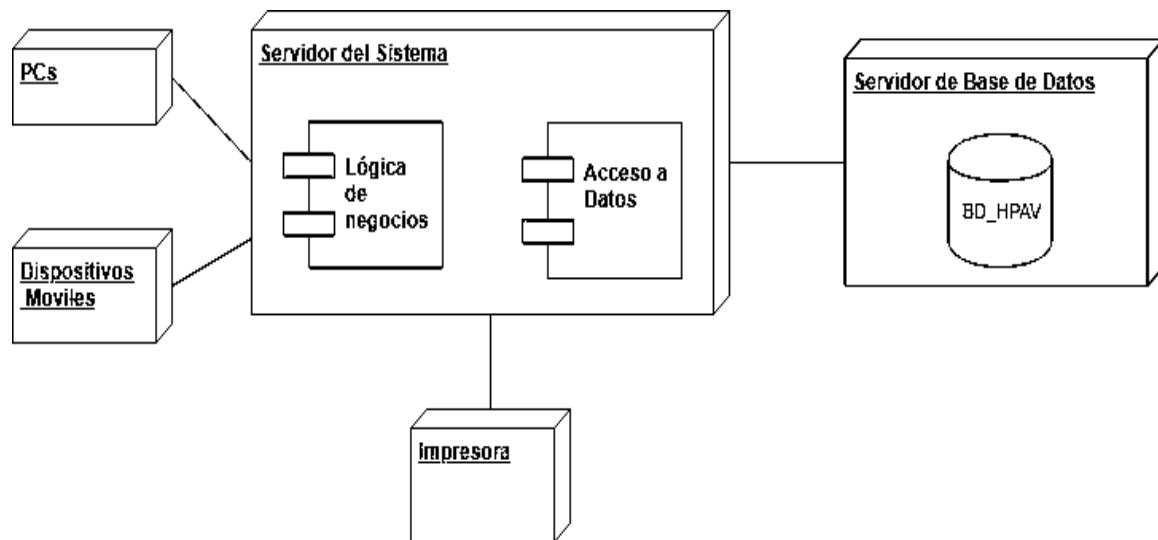 PCs
Servidor del Sistema
Servidor de Base de Datos
Lógica
de
negocios
Acceso a
Datos
BD_HPAV
Dispositivos
Moviles
Impresora